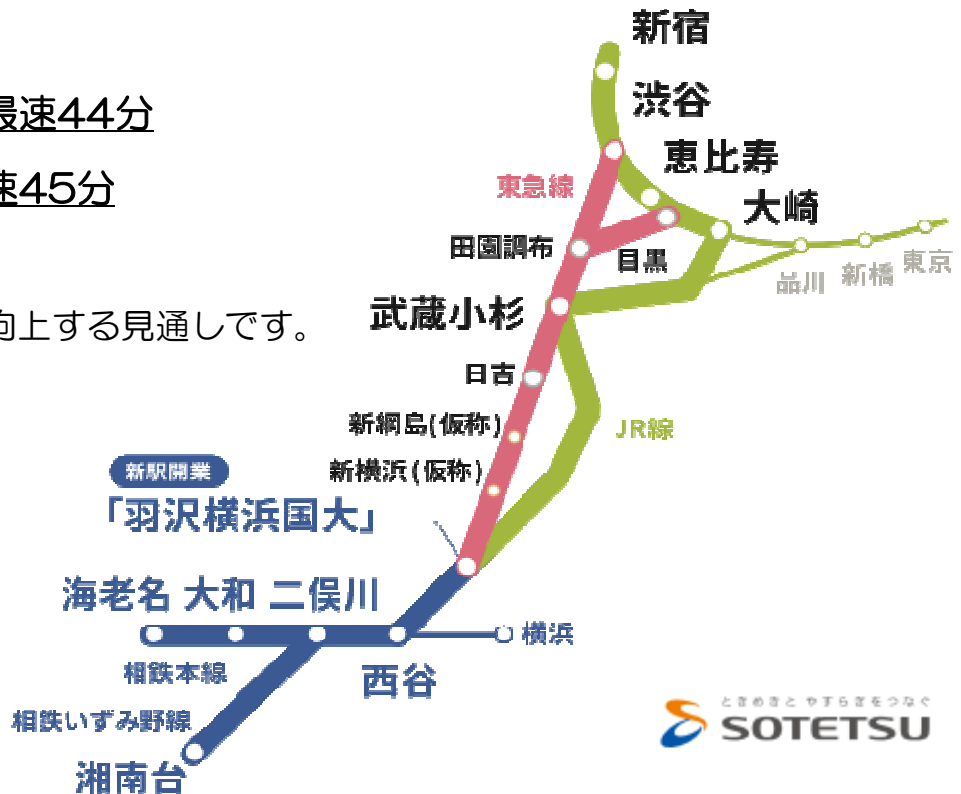 新宿
最速44分
渋谷
恵比寿
速45分
東急線
大崎
田園調布
目黒
品川
新橋
東京
武蔵小杉
向上する見通しです。
日吉
新綱島(仮称)
JR線
新横浜(仮称)
新駅開業
「羽沢横浜国大」
海老名 大和 二俣川
横浜
相鉄本線
西谷
相鉄いずみ野線
ときめきと やすらぎをつなぐ
SOTETSU
湘南台